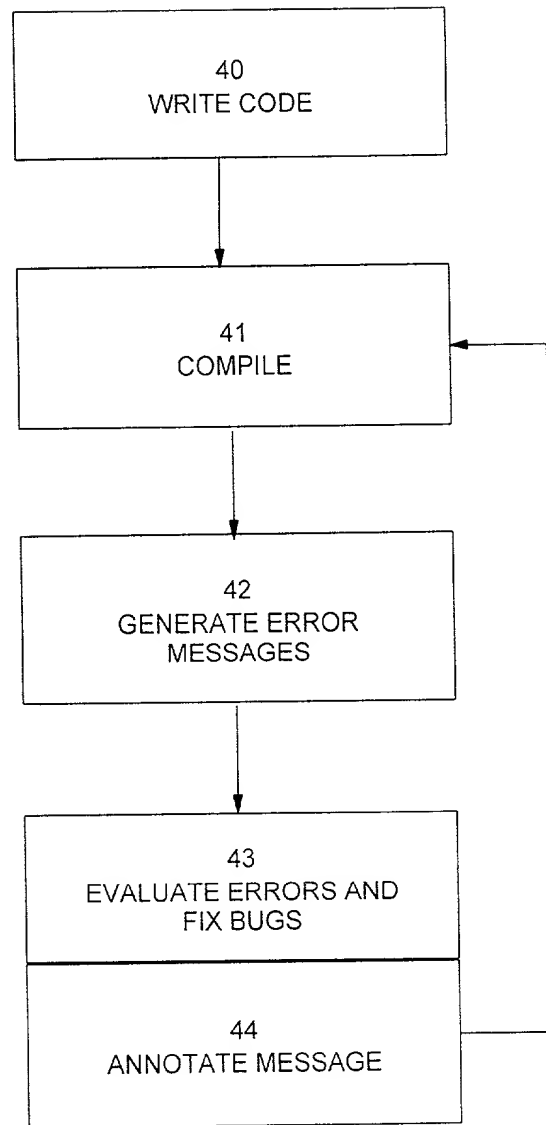 40
WRITE CODE
41
COMPILE
42
GENERATE ERROR
MESSAGES
43
EVALUATE ERRORS AND
FIX BUGS
44
ANNOTATE MESSAGE